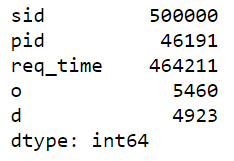 sid 500000
pid 46191
req_time 464211
o 5460
d 4923
dtype: int64